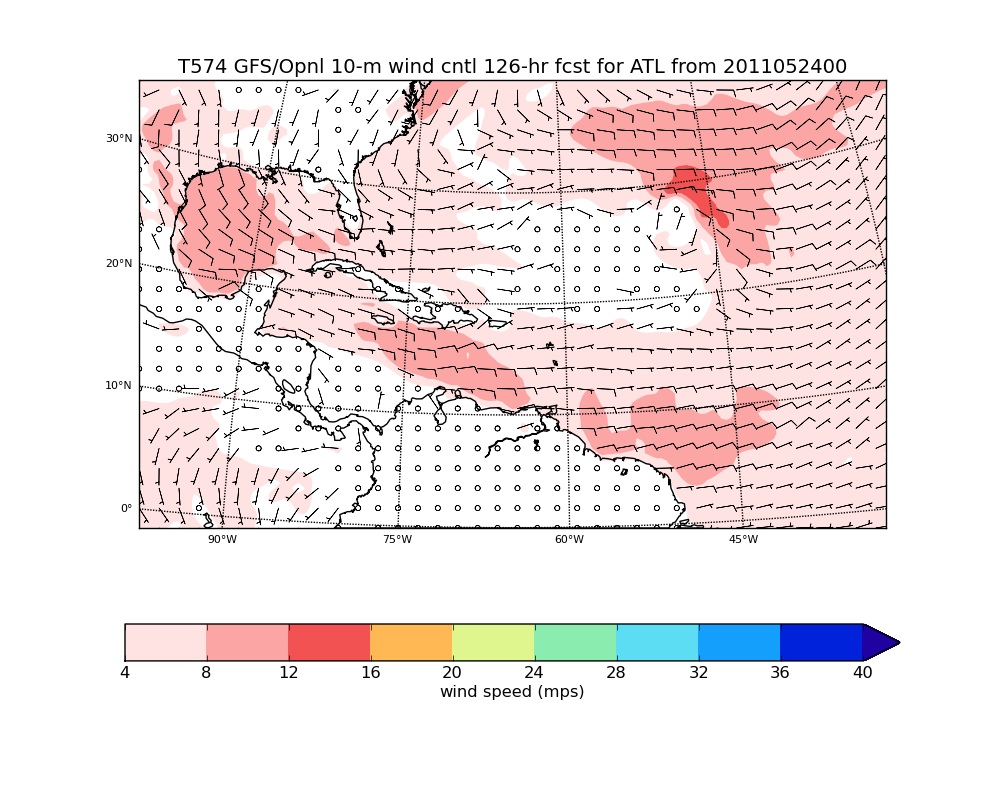 T574 GFS/Opnl 10-m wind cntl 126-hr fcst for ATL from 2011052400
30°N
20°N
10°N
0°
90°W 75°W 60°W 45°W
4 8 12 16 20 24 28 32 36 40
wind speed (mps)